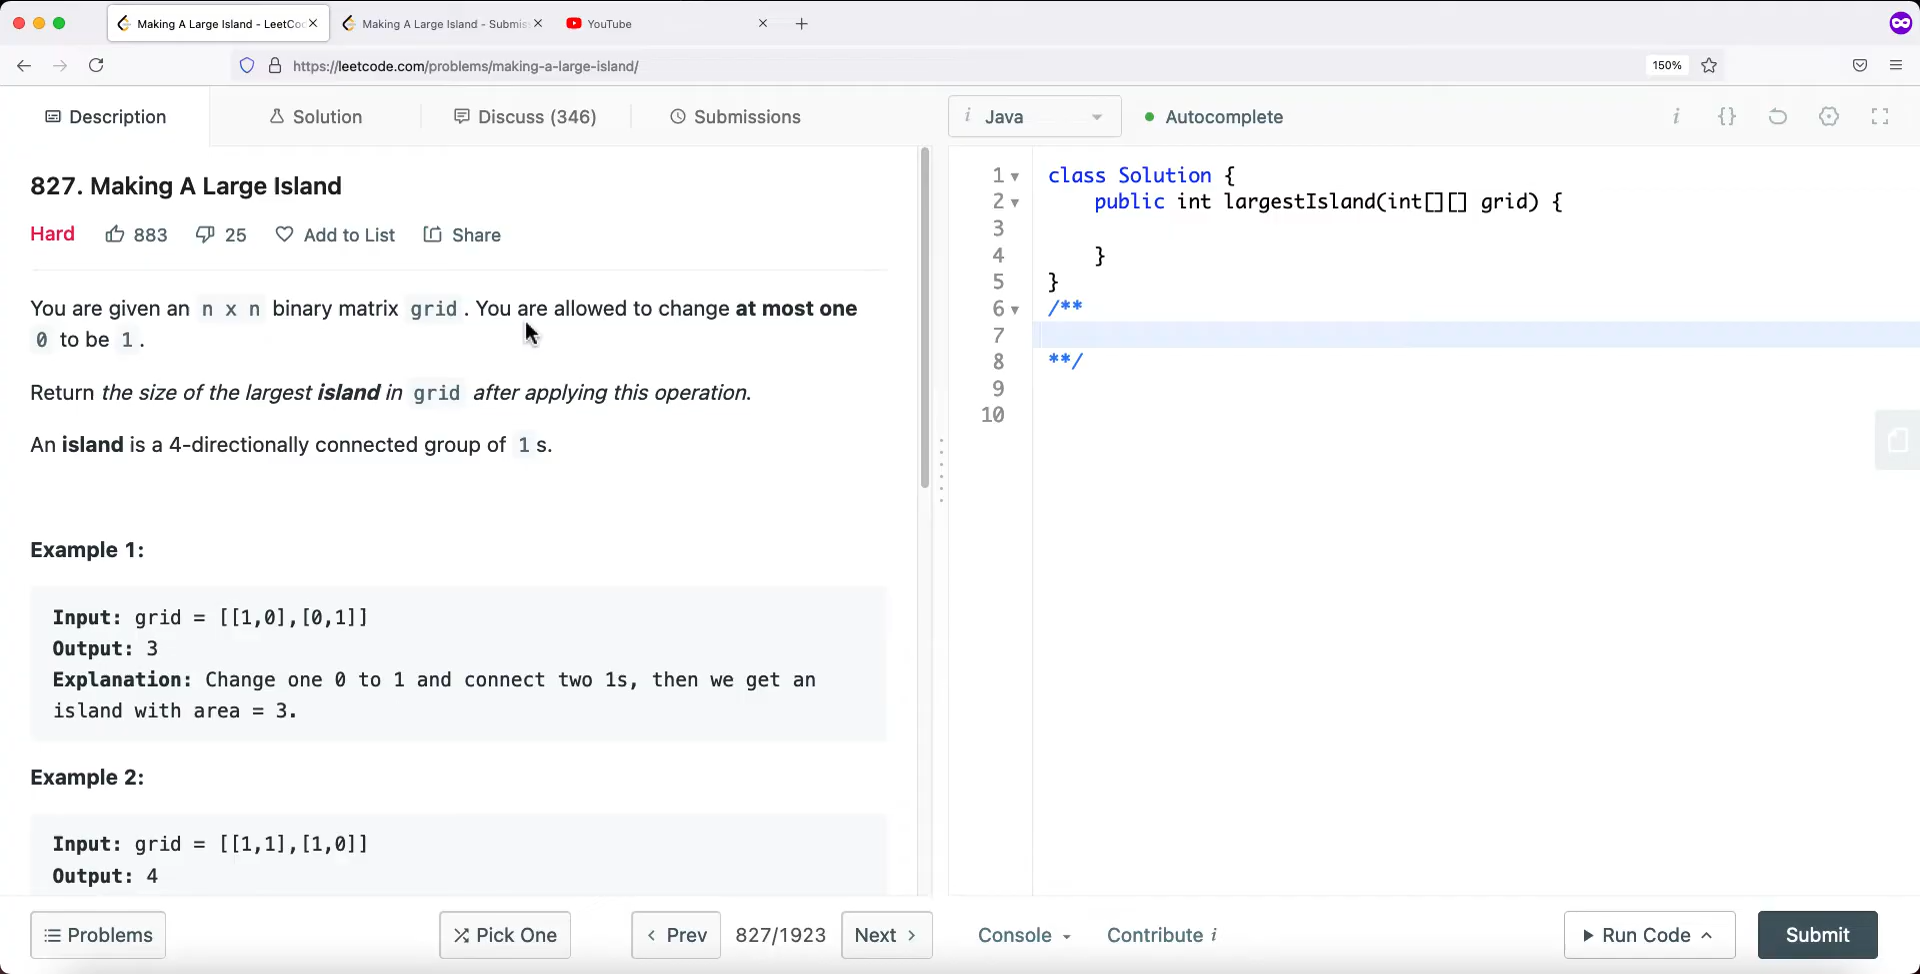 Making A Large Island - LeetCo
Making A Large Island - Submis
YouTube
https://leetcode.com/problems/making-a-large-island/
150%
Description
Solution
Discuss (346)
Submissions
827. Making A Large Island
Hard
883
25
Add to List
Share
You are given an n x n binary matrix grid. You are allowed to change at most one
0 to be 1.
Return the size of the largest island in grid after applying this operation.
An island is a 4-directionally connected group of 1s.
Example 1:
Input: grid = [[1,0],[0,1]]
Output: 3
Explanation: Change one 0 to 1 and connect two 1s, then we get an
island with area = 3.
Example 2:
Input: grid = [[1,1],[1,0]]
Output: 4
Problems
Pick One
Prev
827/1923
Next
i Java
Autocomplete
i {}
1 class Solution {
2 public int largestIsland(int[][] grid) {
3
4 }
5 }
6 /**
7
8 **/
9
10
Console
Contribute i
Run Code
Submit